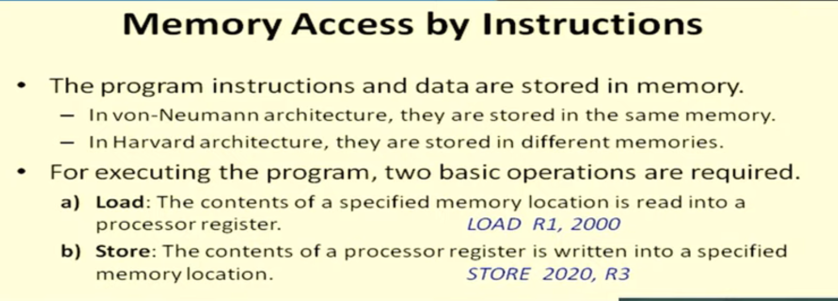 Memory Access by Instructions
• The program instructions and data are stored in memory.
– In von-Neumann architecture, they are stored in the same memory.
– In Harvard architecture, they are stored in different memories.
• For executing the program, two basic operations are required.
a) Load: The contents of a specified memory location is read into a
processor register. LOAD R1, 2000
b) Store: The contents of a processor register is written into a specified
memory location. STORE 2020, R3